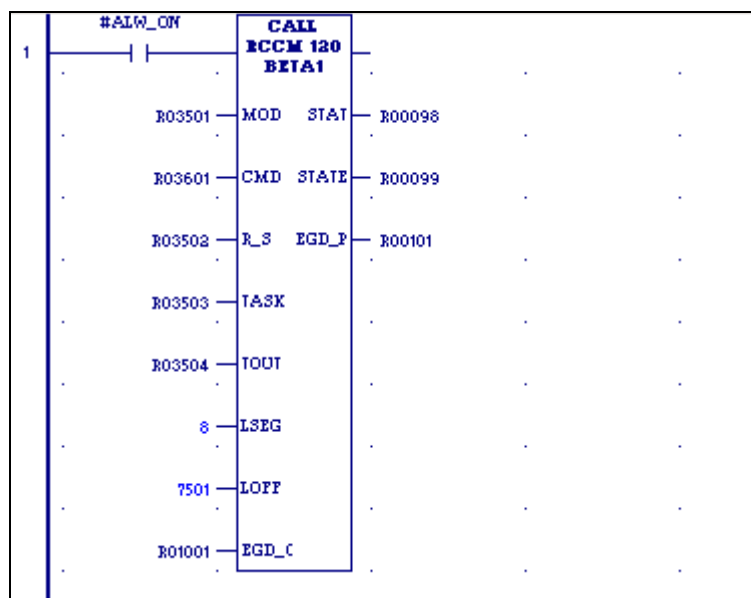 #ALW_ON
CALL
RCCM 120
BETA1
1
R03501 MOD STAT R00098
R03601 CMD STATE R00099
R03502 R_S EGD_P R00101
R03503 TASK
R03504 TOUT
8 LSEG
7501 LOFF
R01001 EGD_C